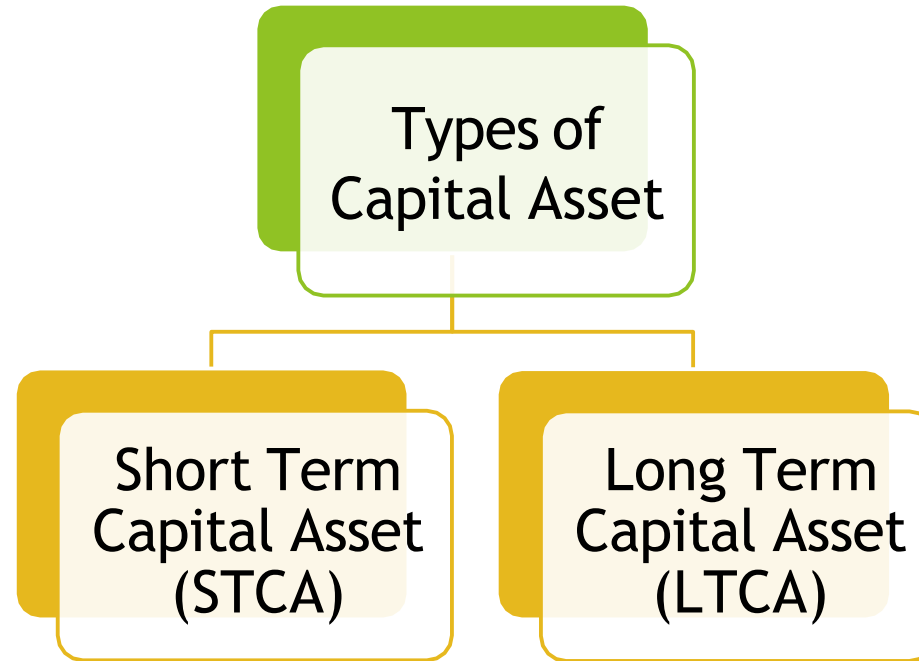 Types of
Capital Asset
Short Term
Capital Asset
(STCA)
Long Term
Capital Asset
(LTCA)